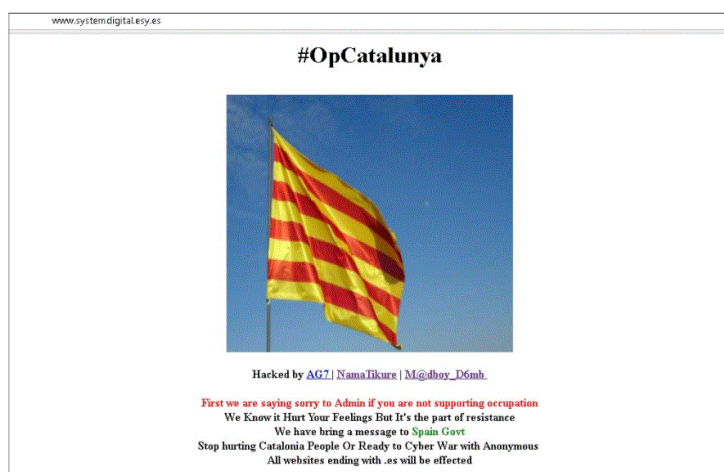 www.systemdigital.esy.es
#OpCatalunya
Hacked by AG7 | NamaTikure | M@dboy_D6mb
First we are saying sorry to Admin if you are not supporting occupation
We Know it Hurt Your Feelings But It's the part of resistance
We have bring a message to Spain Govt
Stop hurting Catalonia People Or Ready to Cyber War with Anonymous
All websites ending with .es will be effected